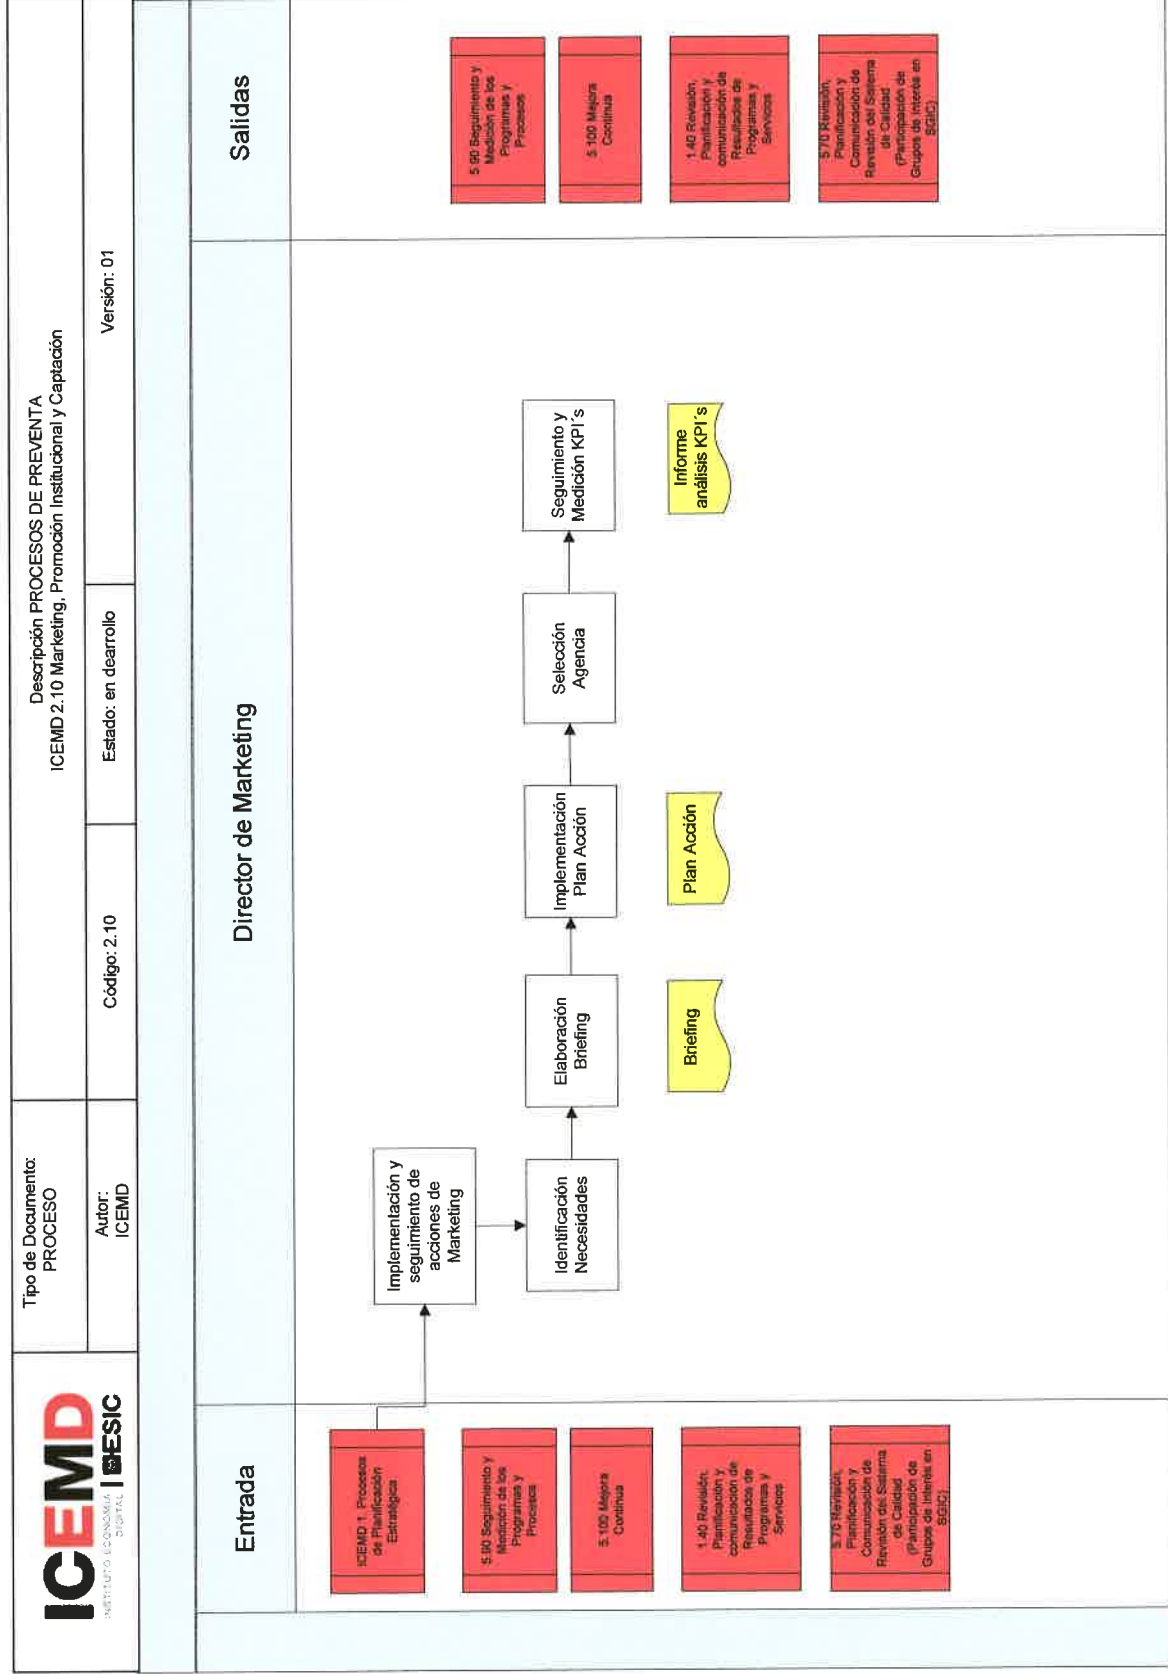 ICEMD
INSTITUTO ECONOMIA
DIGITAL
ESIC
Tipo de Documento:
PROCESO
Descripción PROCESOS DE PREVENTA
ICEMD 2.10 Marketing, Promoción Institucional y Captación
Autor:
ICEMD
Código: 2.10
Estado: en dearrollo
Versión: 01
Entrada
Director de Marketing
Salidas
ICEMD 1. Procesos
de Planificación
Estratégica
5.90 Seguimiento y
Medición de los
Programas y
Procesos
5.100 Mejora
Continua
1.40 Revisión,
Planificación y
comunicación de
Resultados de
Programas y
Servicios
5.70 Revisión,
Planificación y
Comunicación de
Revisión del Sistema
de Calidad
(Participación de
Grupos de Interés en
SGIC)
Implementación y
seguimiento de
acciones de
Marketing
Identificación
Necesidades
Elaboración
Briefing
Implementación
Plan Acción
Selección
Agencia
Seguimiento y
Medición KPI´s
Briefing
Plan Acción
Informe
análisis KPI´s
5.90 Seguimiento y
Medición de los
Programas y
Procesos
5.100 Mejora
Continua
1.40 Revisión,
Planificación y
comunicación de
Resultados de
Programas y
Servicios
5.70 Revisión,
Planificación y
Comunicación de
Revisión del Sistema
de Calidad
(Participación de
Grupos de Interés en
SGIC)